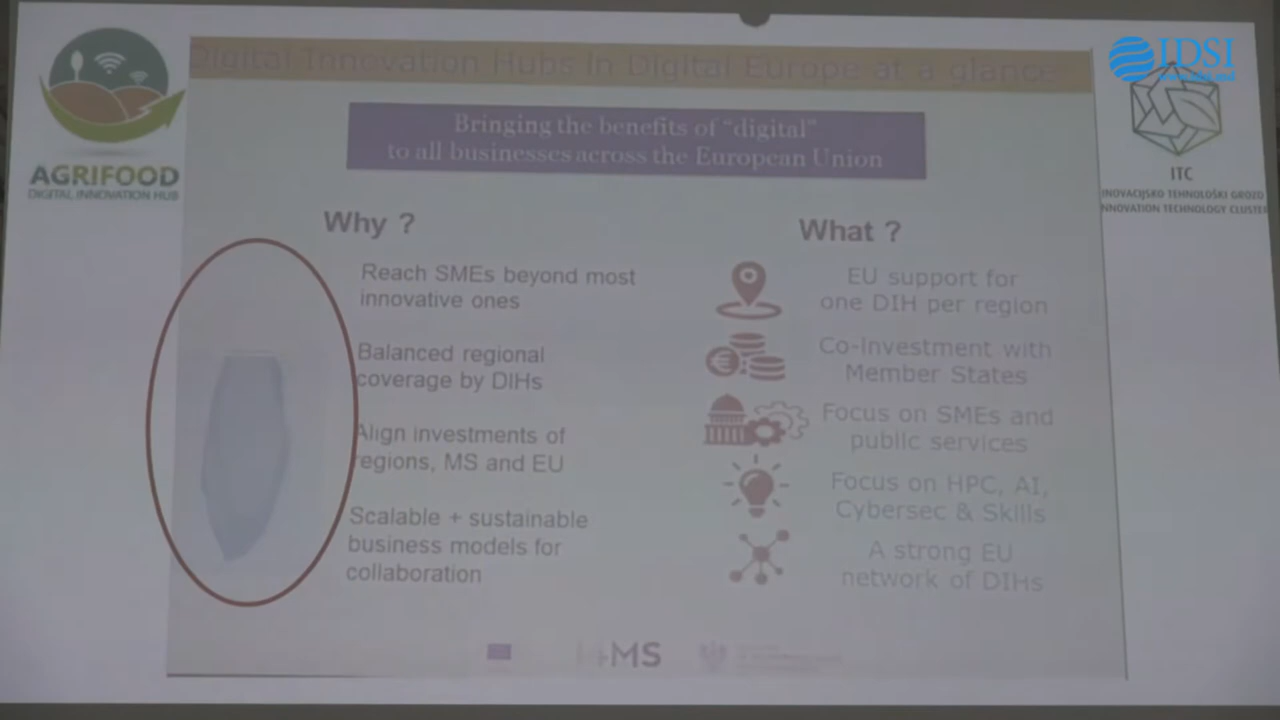 Digital Innovation Hubs in Digital Europe at a glance
IDSI
AGRIFOOD
DIGITAL INNOVATION HUB
ITC
INOVACIJSKO TEHNOLOŠKI GROZD
INNOVATION TECHNOLOGY CLUSTER
Bringing the benefits of “digital”
to all businesses across the European Union
Why ?
Reach SMEs beyond most
innovative ones
Balanced regional
coverage by DIHs
Align investments of
regions, MS and EU
Scalable + sustainable
business models for
collaboration
What ?
EU support for
one DIH per region
Co-investment with
Member States
Focus on SMEs and
public services
Focus on HPC, AI,
Cybersec & Skills
A strong EU
network of DIHs
+MS